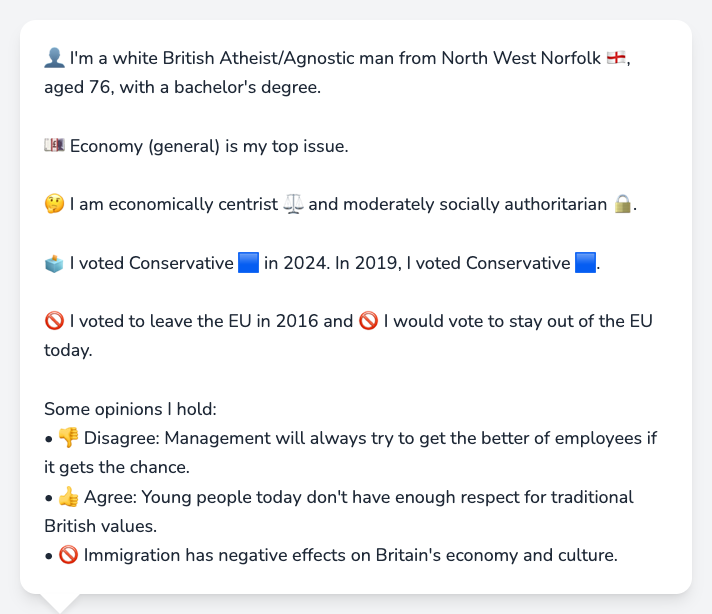 👤 I'm a white British Atheist/Agnostic man from North West Norfolk 🏴󠁧󠁢󠁥󠁮󠁧󠁿,
aged 76, with a bachelor's degree.
💷 Economy (general) is my top issue.
🤔 I am economically centrist ⚖️ and moderately socially authoritarian 🔒.
🗳️ I voted Conservative 🟦 in 2024. In 2019, I voted Conservative 🟦.
🚫 I voted to leave the EU in 2016 and 🚫 I would vote to stay out of the EU
today.
Some opinions I hold:
• 👎 Disagree: Management will always try to get the better of employees if
it gets the chance.
• 👍 Agree: Young people today don't have enough respect for traditional
British values.
• 🚫 Immigration has negative effects on Britain's economy and culture.